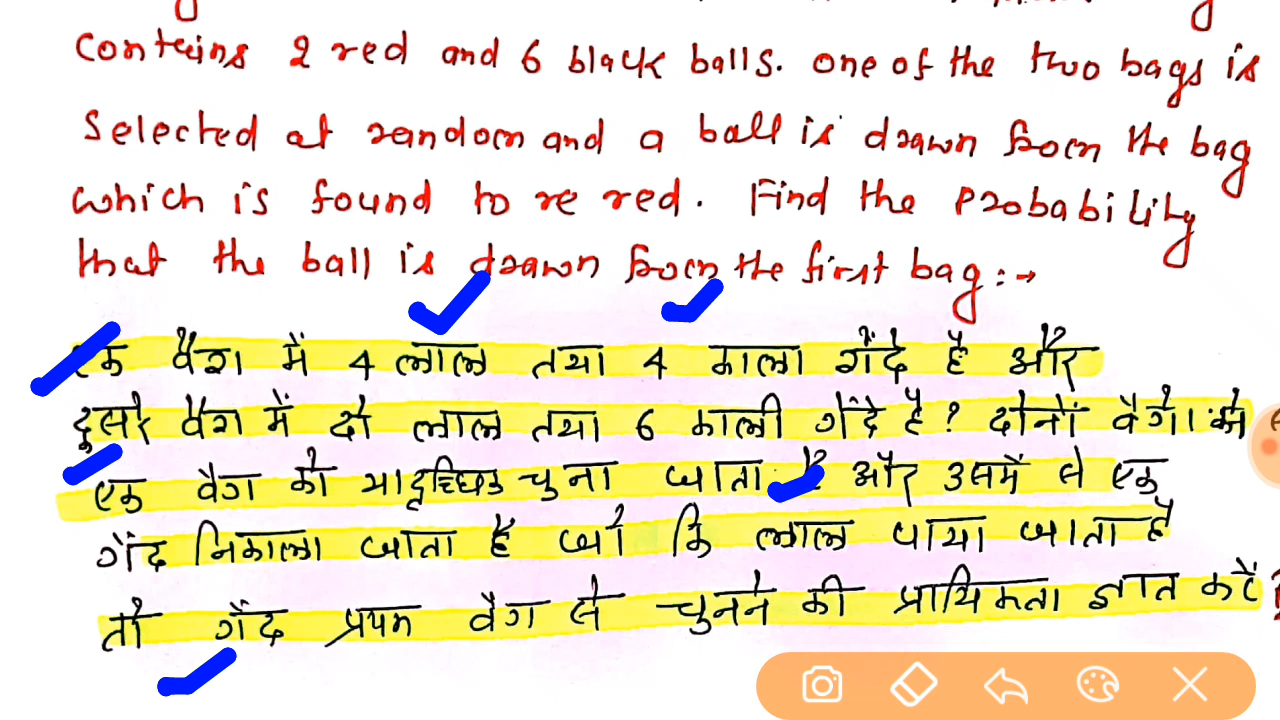 contains 2 red and 6 black balls. one of the two bags is
selected at random and a ball is drawn from the bag
which is found to re red. Find the probability
that the ball is drawn from the first bag :→
एक बैग में 4 लाल तथा 4 काला गेंदे है और
दुसरे बैग में दो लाल तथा 6 काली गेंदे है? दोनों बैगो में
एक बैग को यादृच्छिक चुना जाता है और उसमें से एक
गेंद निकाला जाता है जो कि लाल पाया जाता है
तो गेंद प्रथम बैग से चुनने की प्रायिकता ज्ञात करें